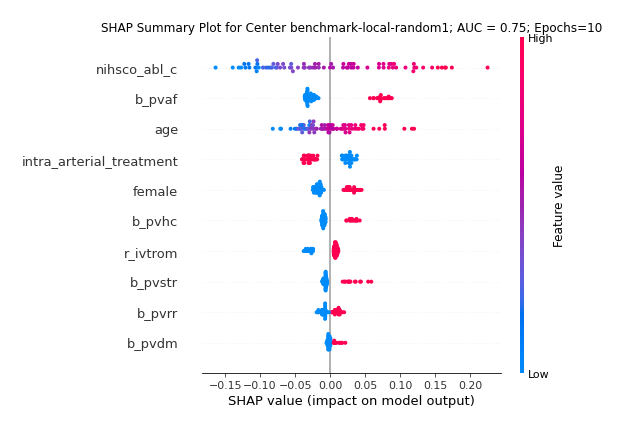 SHAP Summary Plot for Center benchmark-local-random1; AUC = 0.75; Epochs=10
High
nihsco_abl_c
b_pvaf
age
intra_arterial_treatment
female
b_pvhc
r_ivtrom
b_pvstr
b_pvrr
b_pvdm
Feature value
Low
−0.15 −0.10 −0.05 0.00 0.05 0.10 0.15 0.20
SHAP value (impact on model output)